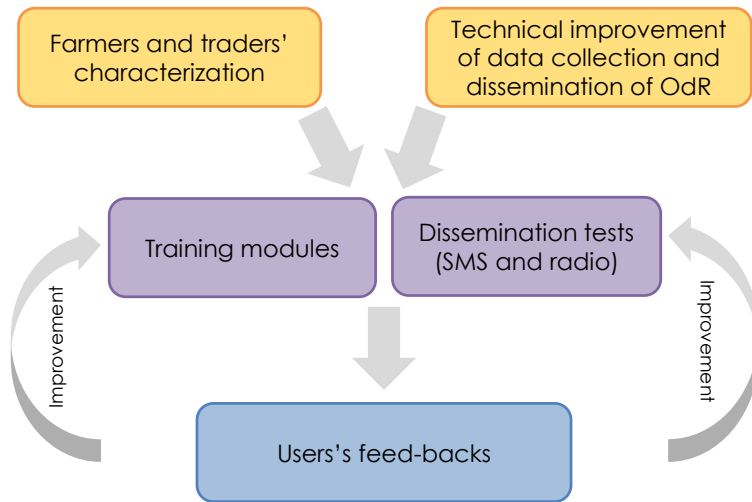 Farmers and traders'
characterization
Technical improvement
of data collection and
dissemination of OdR
Training modules
Dissemination tests
(SMS and radio)
Improvement
Improvement
Users's feed-backs